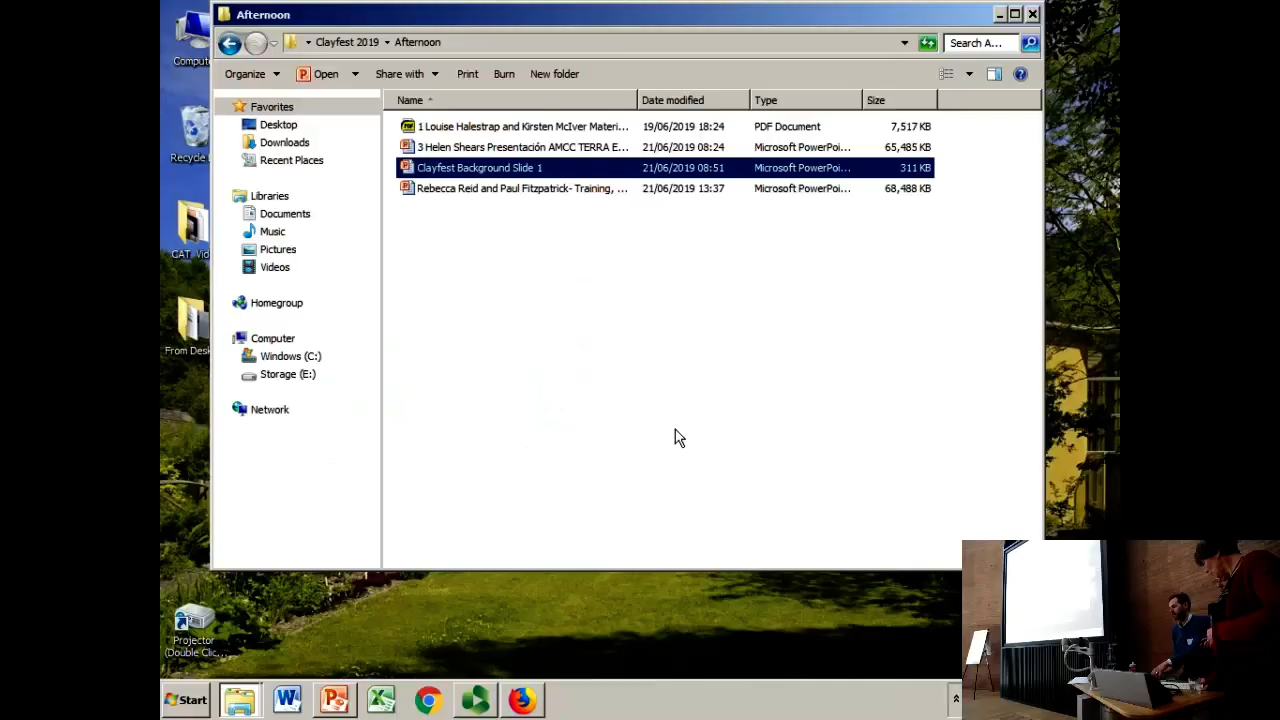 Afternoon
Clayfest 2019 Afternoon
Search A...
Organize Open Share with Print Burn New folder
Name Date modified Type Size
Favorites
Desktop
Downloads
Recent Places
Libraries
Documents
Music
Pictures
Videos
Homegroup
Computer
Windows (C:)
Storage (E:)
Network
1 Louise Halestrap and Kirsten McIver Materi... 19/06/2019 18:24 PDF Document 7,517 KB
3 Helen Shears Presentación AMCC TERRA E... 21/06/2019 08:24 Microsoft PowerPoi... 65,485 KB
Clayfest Background Slide 1 21/06/2019 08:51 Microsoft PowerPoi... 311 KB
Rebecca Reid and Paul Fitzpatrick- Training, ... 21/06/2019 13:37 Microsoft PowerPoi... 68,488 KB
Comput
Recycle
CAT_Vid
From Desk
Projector
(Double Clic...
Start